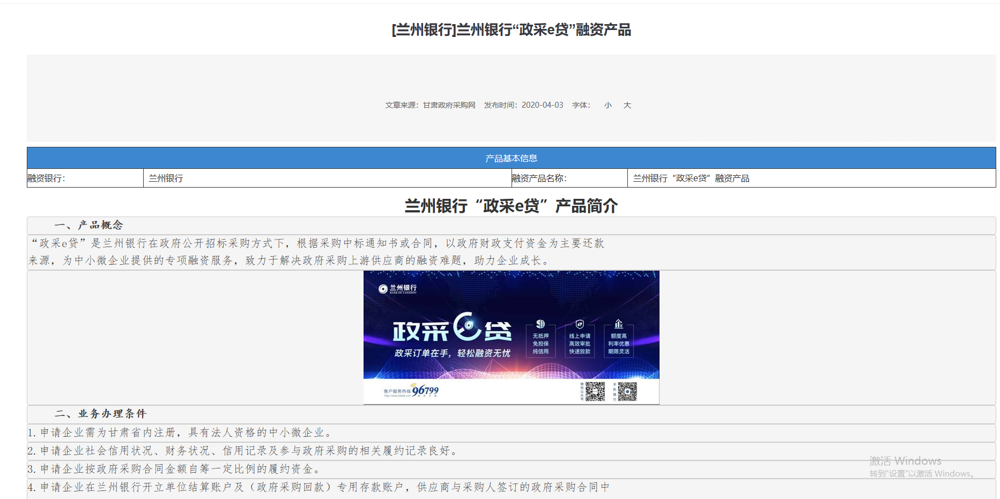 [兰州银行]兰州银行“政采e贷”融资产品
文章来源：甘肃政府采购网 发布时间：2020-04-03 字体： 小 大
产品基本信息
融资银行： 兰州银行 融资产品名称： 兰州银行“政采e贷”融资产品
兰州银行“政采e贷”产品简介
一、产品概念
“政采e贷”是兰州银行在政府公开招标采购方式下，根据采购中标通知书或合同，以政府财政支付资金为主要还款
来源，为中小微企业提供的专项融资服务，致力于解决政府采购上游供应商的融资难题，助力企业成长。
兰州银行
BANK OF LANZHOU
政采e贷
政采订单在手，轻松融资无忧
无抵押
免担保
纯信用
线上申请
高效审批
快速放款
额度高
利率优惠
期限灵活
客户服务热线 96799
微信公众号
手机银行
二、业务办理条件
1.申请企业需为甘肃省内注册，具有法人资格的中小微企业。
2.申请企业社会信用状况、财务状况、信用记录及参与政府采购的相关履约记录良好。
3.申请企业按政府采购合同金额自筹一定比例的履约资金。
4.申请企业在兰州银行开立单位结算账户及（政府采购回款）专用存款账户，供应商与采购人签订的政府采购合同中
激活 Windows
转到“设置”以激活 Windows。